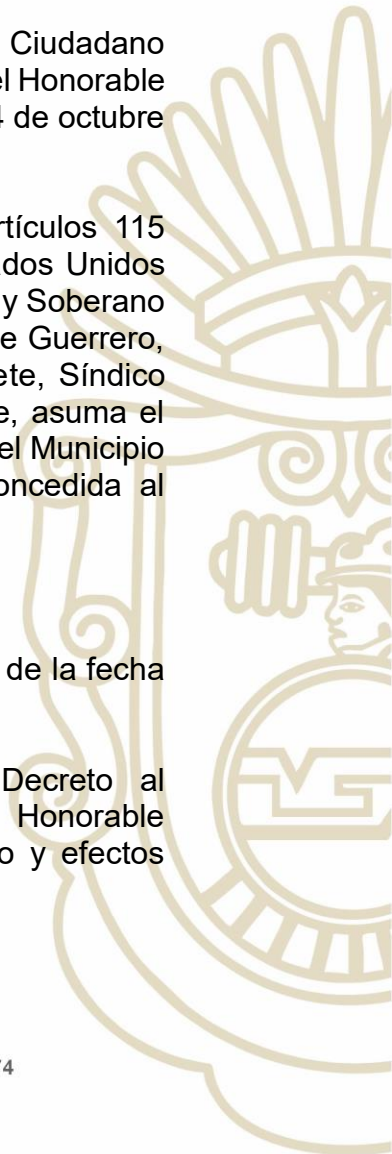 Ciudadano
el Honorable
4 de octubre
rtículos 115
dos Unidos
y Soberano
e Guerrero,
ete, Síndico
e, asuma el
el Municipio
oncedida al
de la fecha
Decreto al
Honorable
o y efectos
74